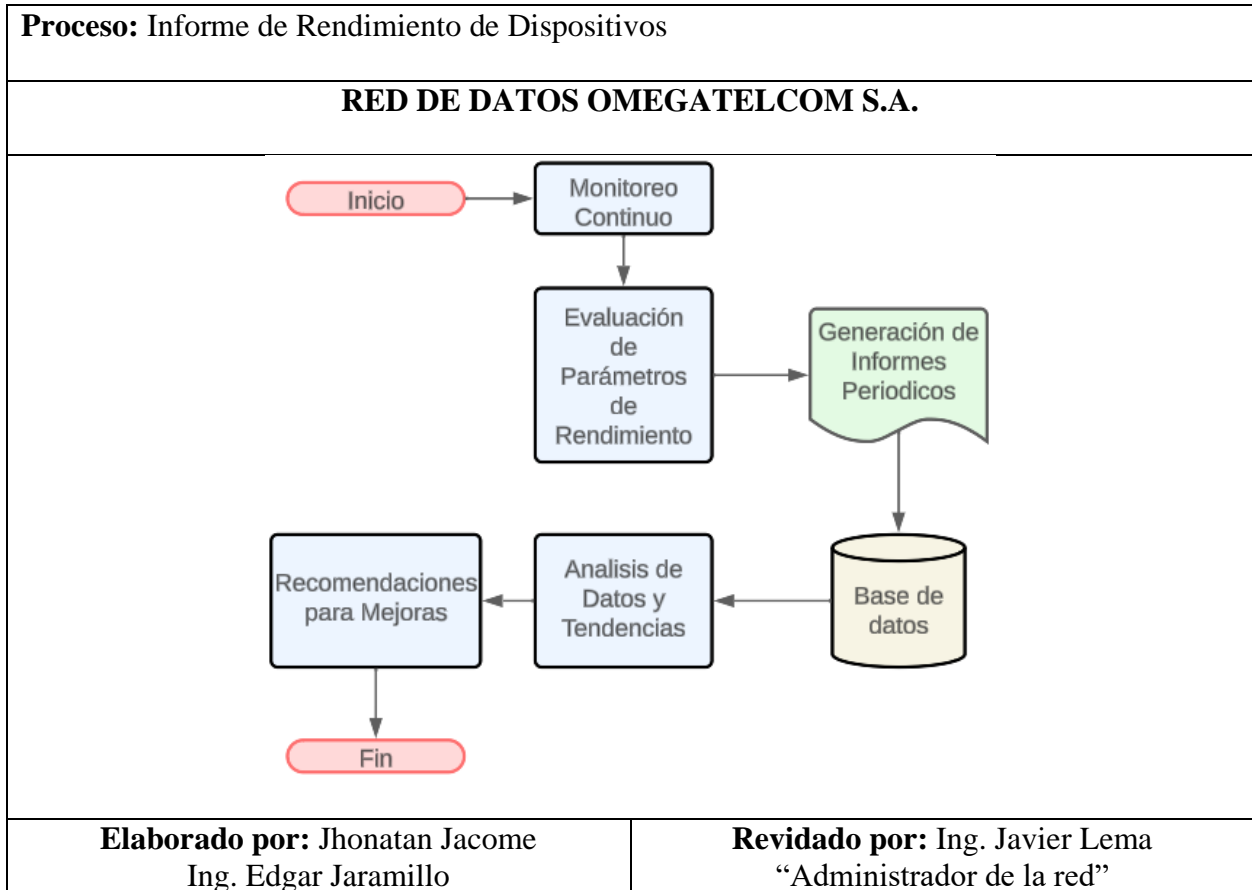 Proceso: Informe de Rendimiento de Dispositivos
RED DE DATOS OMEGATELCOM S.A.
Inicio
Monitoreo
Continuo
Evaluación
de
Parámetros
de
Rendimiento
Generación de
Informes
Periodicos
Base de
datos
Analisis de
Datos y
Tendencias
Recomendaciones
para Mejoras
Fin
Elaborado por: Jhonatan Jacome
Ing. Edgar Jaramillo
Revidado por: Ing. Javier Lema
“Administrador de la red”